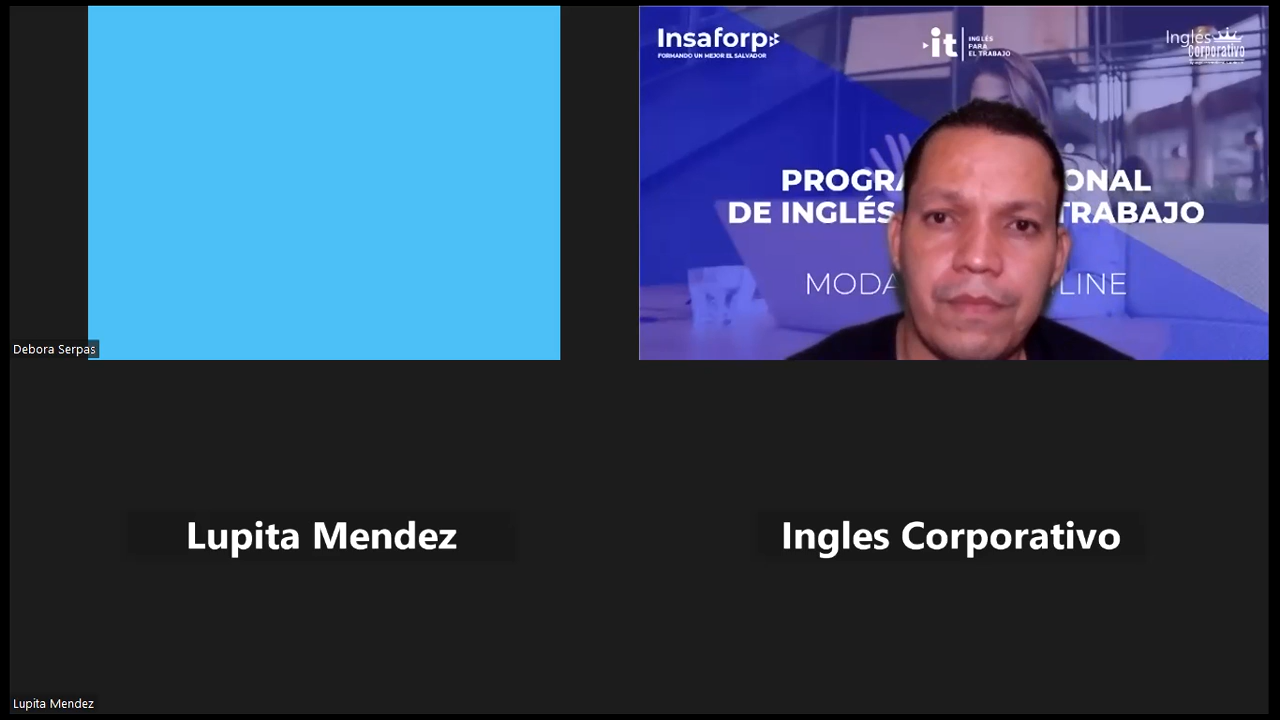 Insaforp
FORMANDO UN MEJOR EL SALVADOR
it
INGLÉS
PARA
EL TRABAJO
Inglés
Corporativo
PROGRA ONAL
DE INGLÉS TRABAJO
MODA LINE
Debora Serpas
Lupita Mendez
Ingles Corporativo
Lupita Mendez